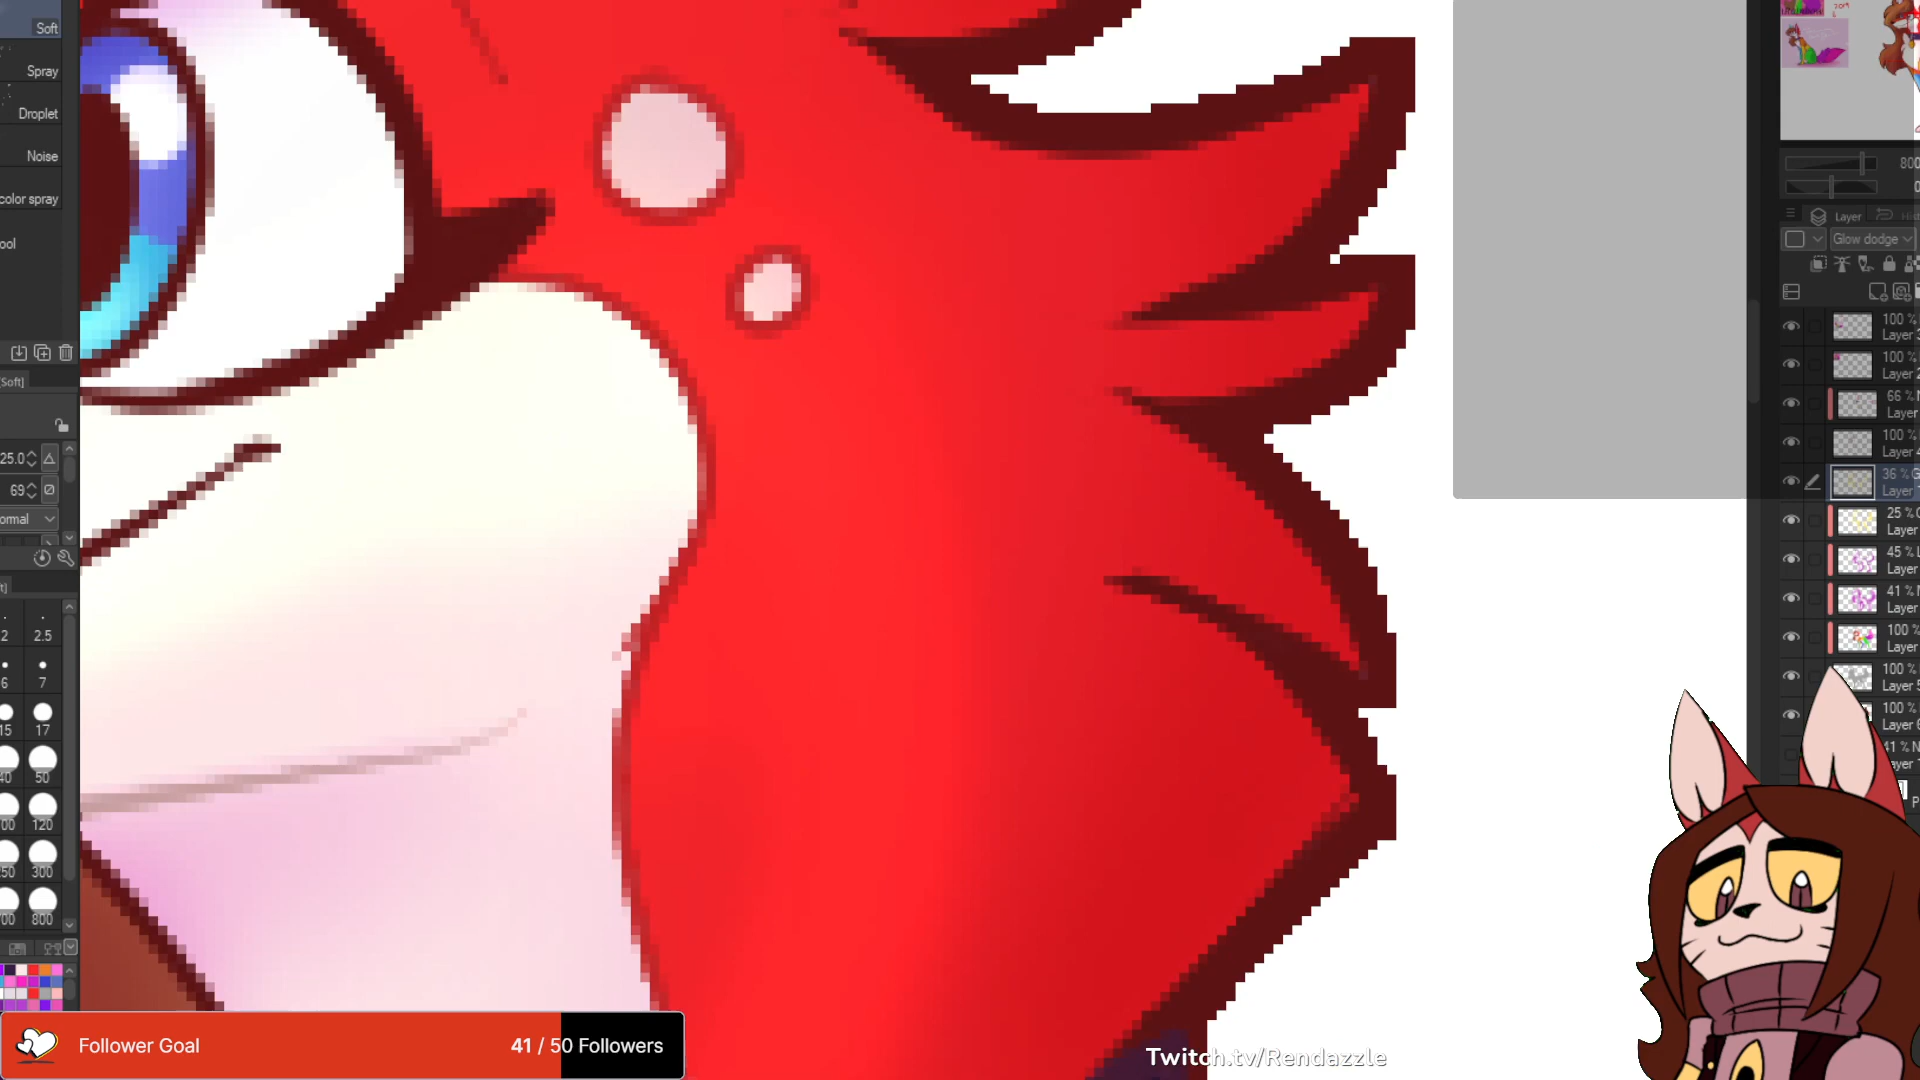 Soft
Spray
Droplet
Noise
color spray
ool
[Soft]
25.0
69
ormal
2 2.5
6 7
15 17
40 50
00 120
250 300
00 800
800
Layer
Glow dodge
100 %
Layer
100 %
Layer
66 %
Layer
100 %
Layer
36 %
Layer
25 %
Layer
45 %
Layer
41 %
Layer
100 %
Layer
100 %
Layer
100 %
Layer
41 %
Follower Goal 41 / 50 Followers
Twitch.tv/Rendazzle